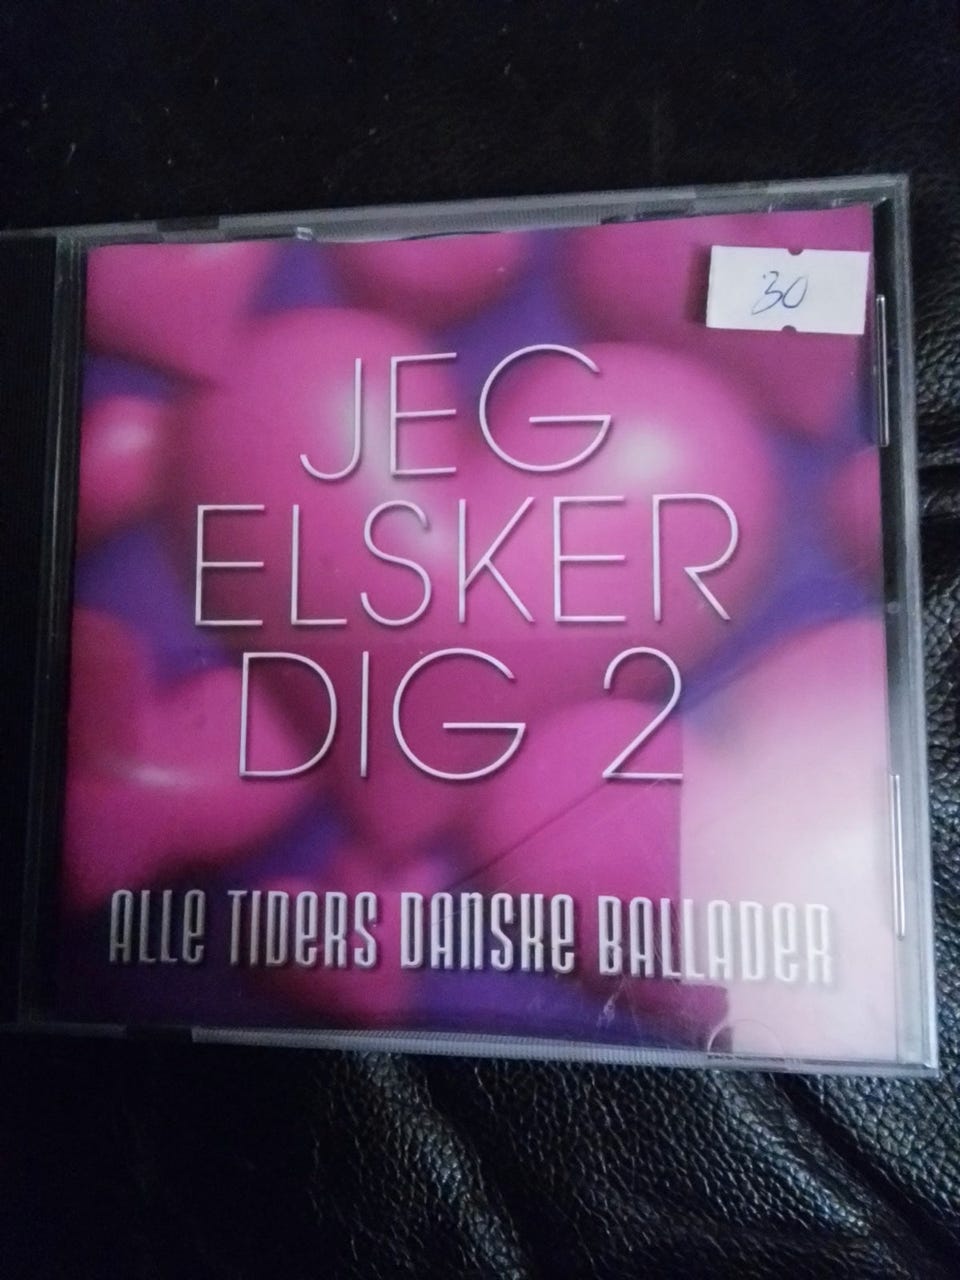 30
JEG
ELSKER
DIG 2
ALLE TIDERS DANSKE BALLADER